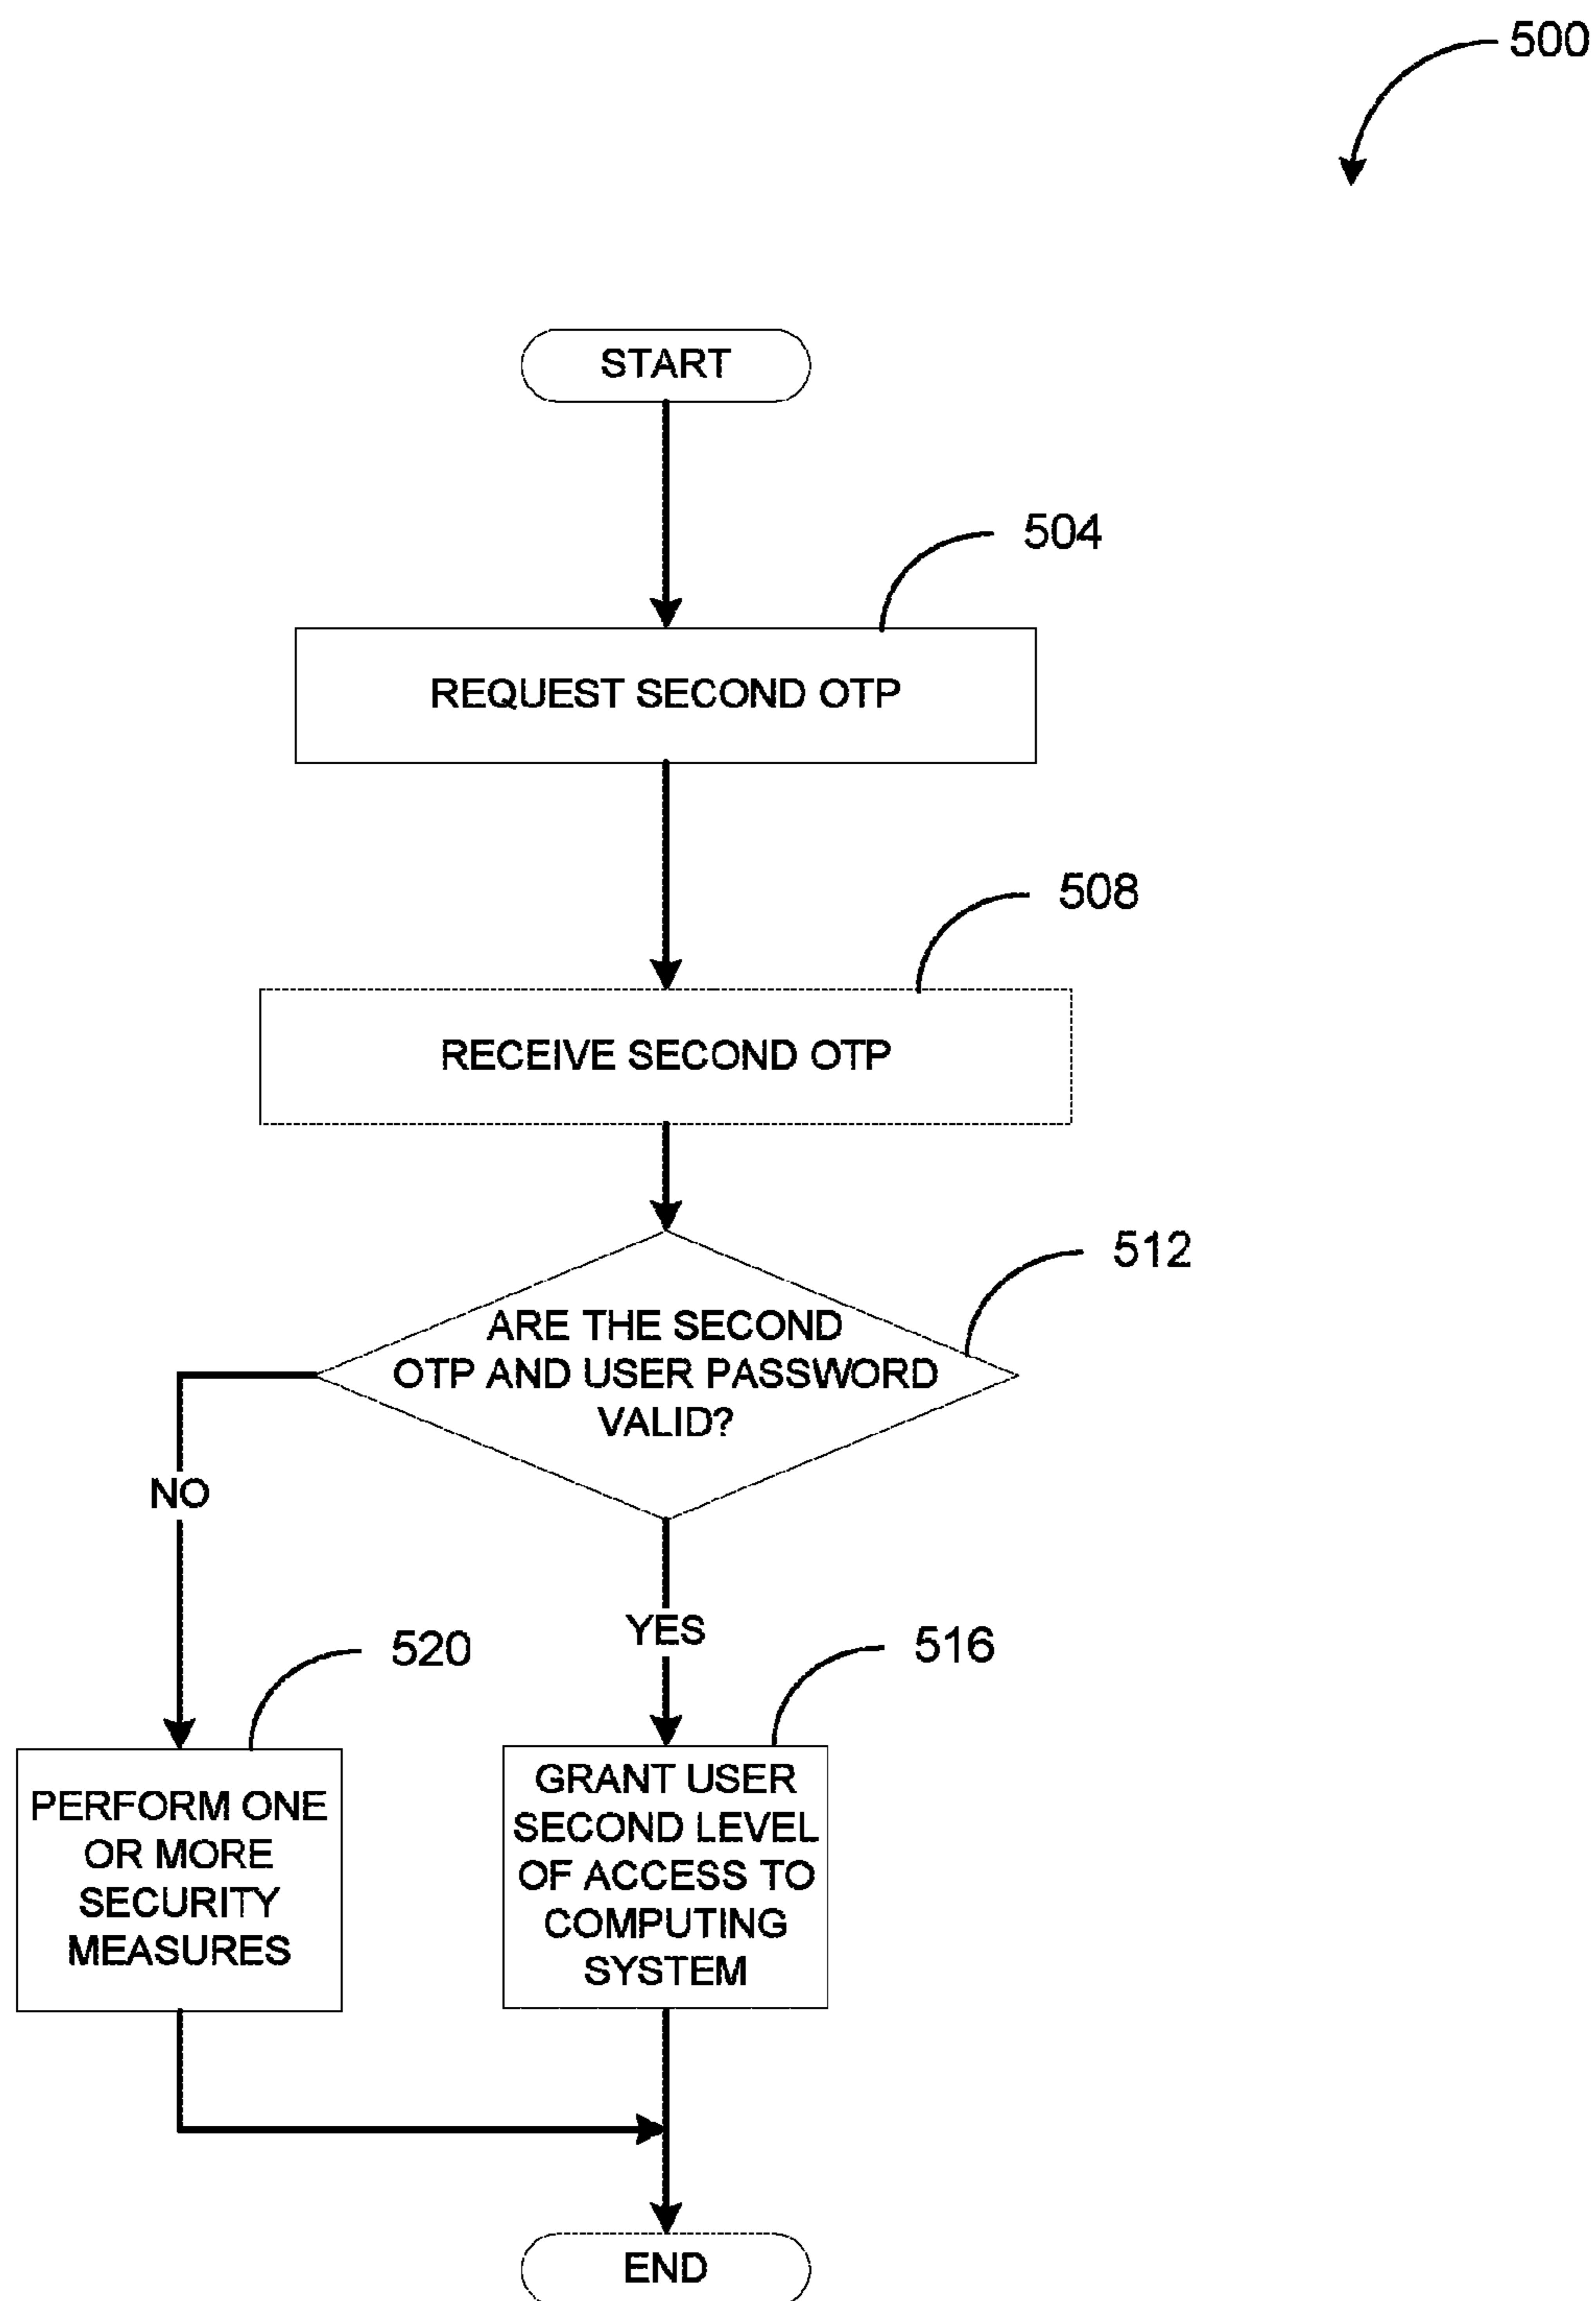 500
START
504
REQUEST SECOND OTP
508
RECEIVE SECOND OTP
512
ARE THE SECOND
OTP AND USER PASSWORD
VALID?
NO
YES
520
516
PERFORM ONE
OR MORE
SECURITY
MEASURES
GRANT USER
SECOND LEVEL
OF ACCESS TO
COMPUTING
SYSTEM
END